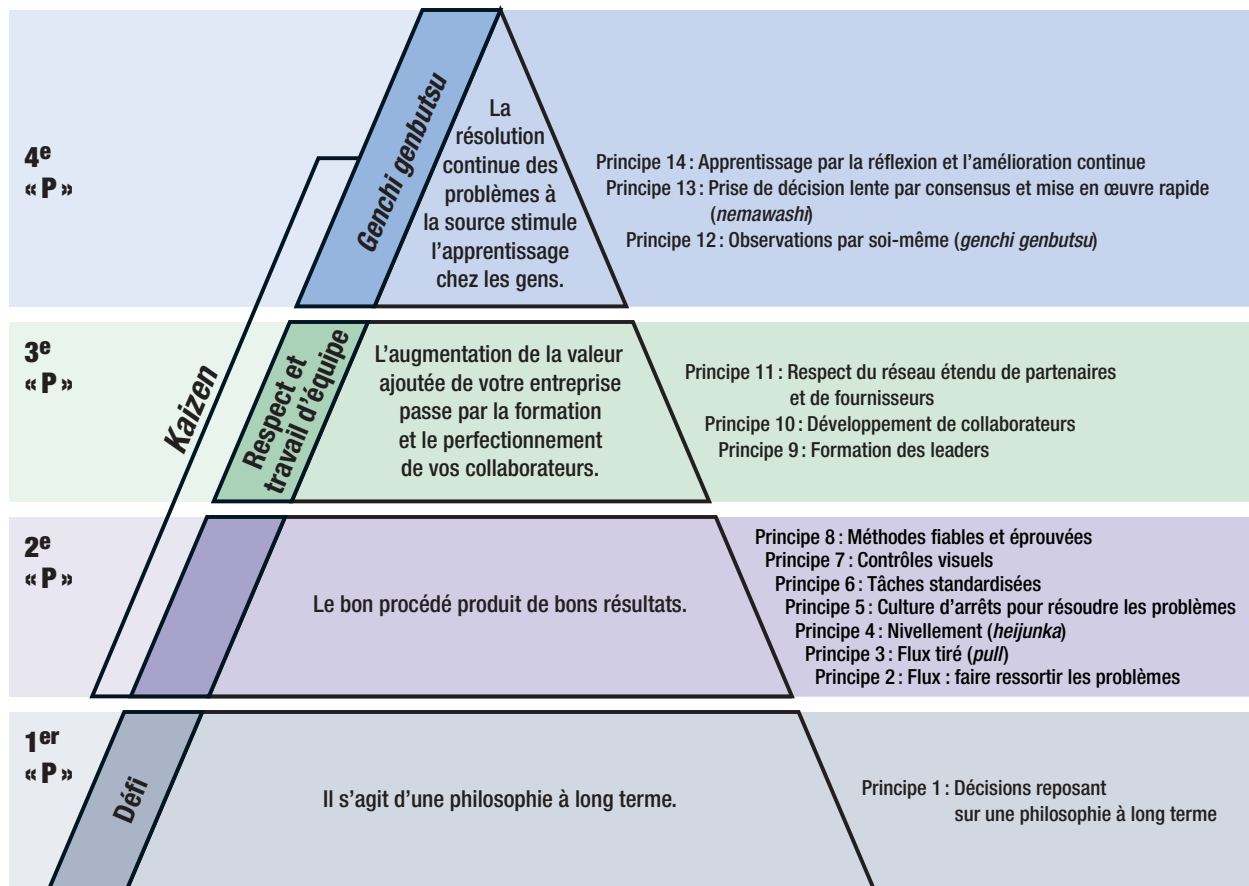 4e
« P »
Genchi genbutsu
La
résolution
continue des
problèmes à
la source stimule
l'apprentissage
chez les gens.
Principe 14 : Apprentissage par la réflexion et l'amélioration continue
Principe 13 : Prise de décision lente par consensus et mise en œuvre rapide
(nemawashi)
Principe 12 : Observations par soi-même (genchi genbutsu)
Kaizen
3e
« P »
Respect et
travail d'équipe
L'augmentation de la valeur
ajoutée de votre entreprise
passe par la formation
et le perfectionnement
de vos collaborateurs.
Principe 11 : Respect du réseau étendu de partenaires
et de fournisseurs
Principe 10 : Développement de collaborateurs
Principe 9 : Formation des leaders
2e
« P »
Le bon procédé produit de bons résultats.
Principe 8 : Méthodes fiables et éprouvées
Principe 7 : Contrôles visuels
Principe 6 : Tâches standardisées
Principe 5 : Culture d'arrêts pour résoudre les problèmes
Principe 4 : Nivellement (heijunka)
Principe 3 : Flux tiré (pull)
Principe 2 : Flux : faire ressortir les problèmes
1er
« P »
Défi
Il s'agit d'une philosophie à long terme.
Principe 1 : Décisions reposant
sur une philosophie à long terme